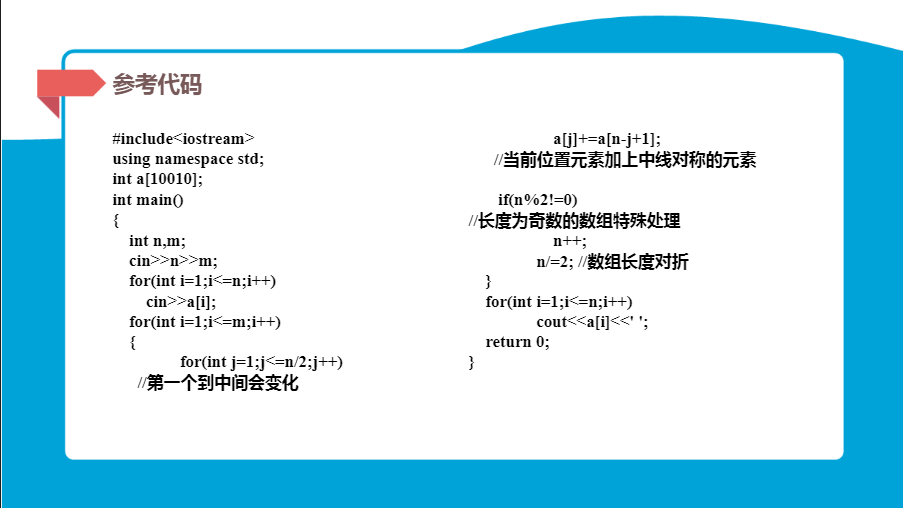 参考代码
#include<iostream>
using namespace std;
int a[10010];
int main()
{
int n,m;
cin>>n>>m;
for(int i=1;i<=n;i++)
cin>>a[i];
for(int i=1;i<=m;i++)
{
for(int j=1;j<=n/2;j++)
//第一个到中间会变化
a[j]+=a[n-j+1];
//当前位置元素加上中线对称的元素
if(n%2!=0)
//长度为奇数的数组特殊处理
n++;
n/=2; //数组长度对折
}
for(int i=1;i<=n;i++)
cout<<a[i]<<' ';
return 0;
}